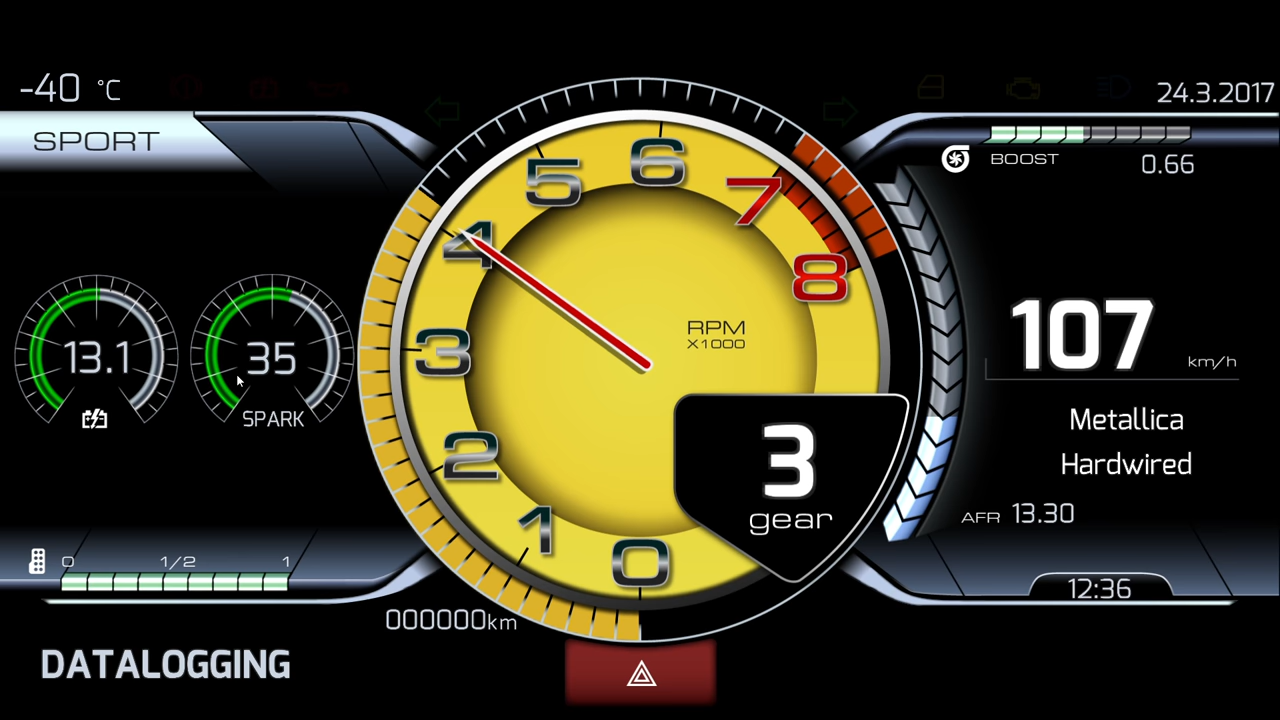 -40 °C
24.3.2017
SPORT
BOOST
0.66
6
5
7
4
8
RPM
X1000
3
107
km/h
13.1
35
SPARK
Metallica
Hardwired
2
3
gear
1
0
AFR 13.30
0 1/2 1
12:36
000000km
DATALOGGING